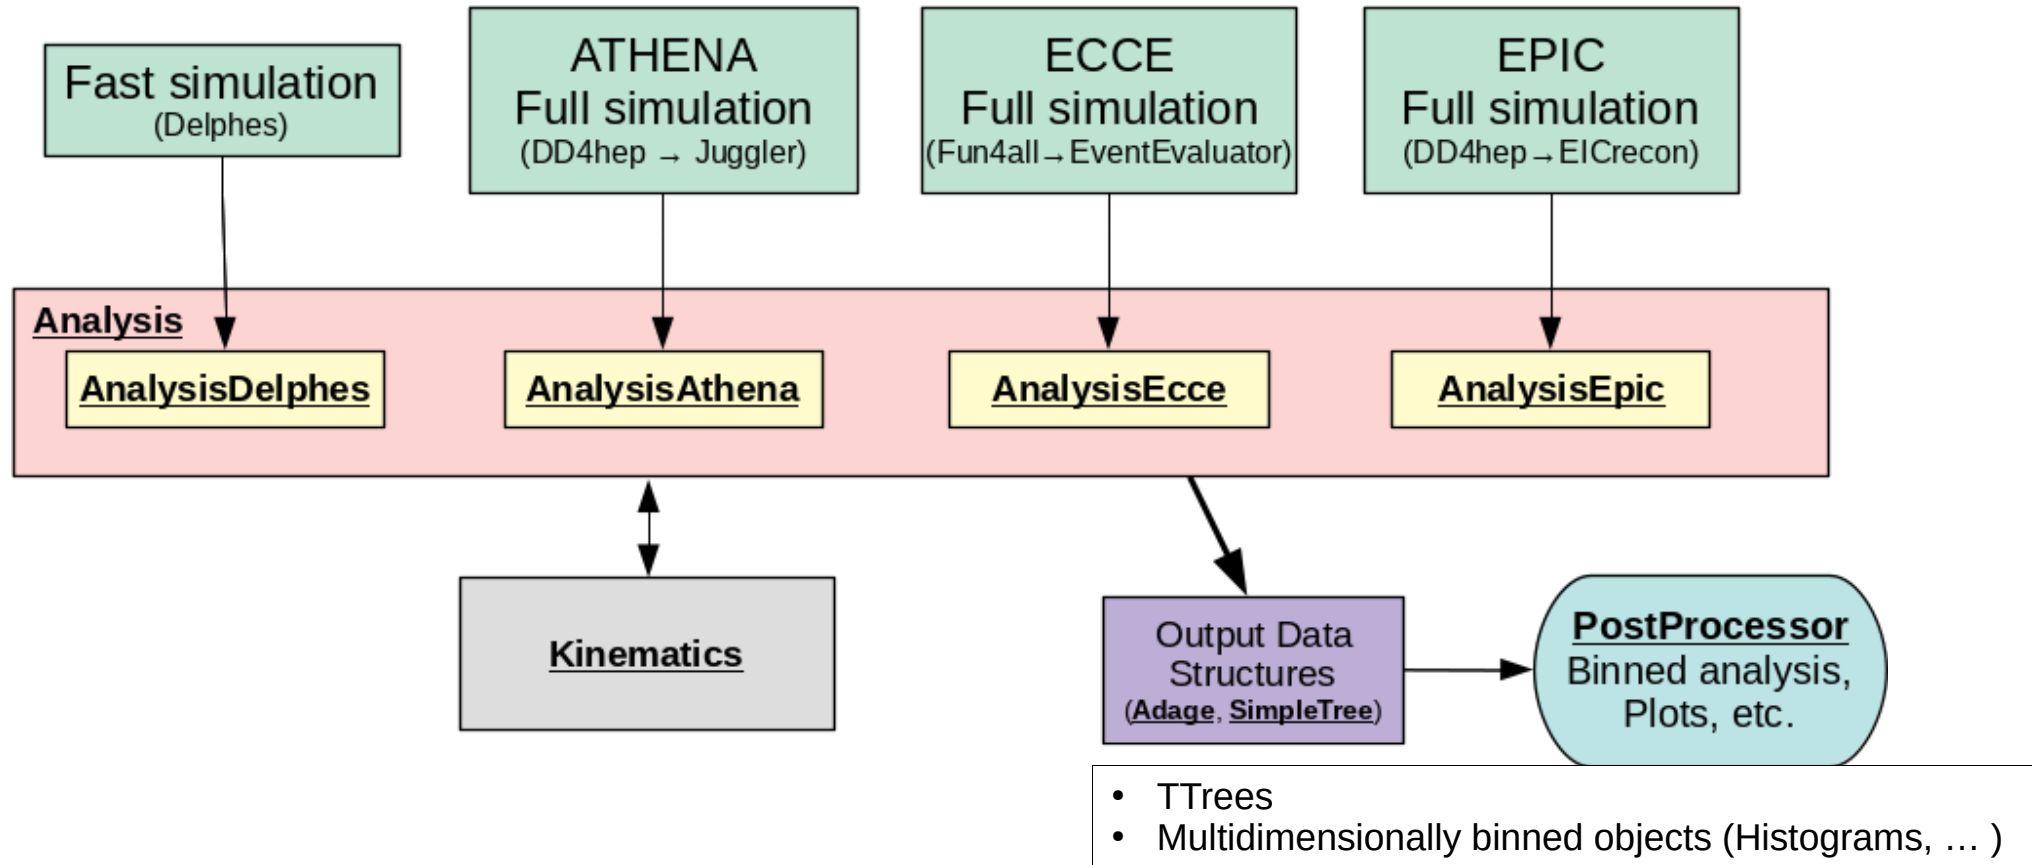 Fast simulation
(Delphes)
ATHENA
Full simulation
(DD4hep → Juggler)
ECCE
Full simulation
(Fun4all→EventEvaluator)
EPIC
Full simulation
(DD4hep→EICrecon)
Analysis
AnalysisDelphes
AnalysisAthena
AnalysisEcce
AnalysisEpic
Kinematics
Output Data
Structures
(Adage, SimpleTree)
PostProcessor
Binned analysis,
Plots, etc.
• TTrees
• Multidimensionally binned objects (Histograms, … )